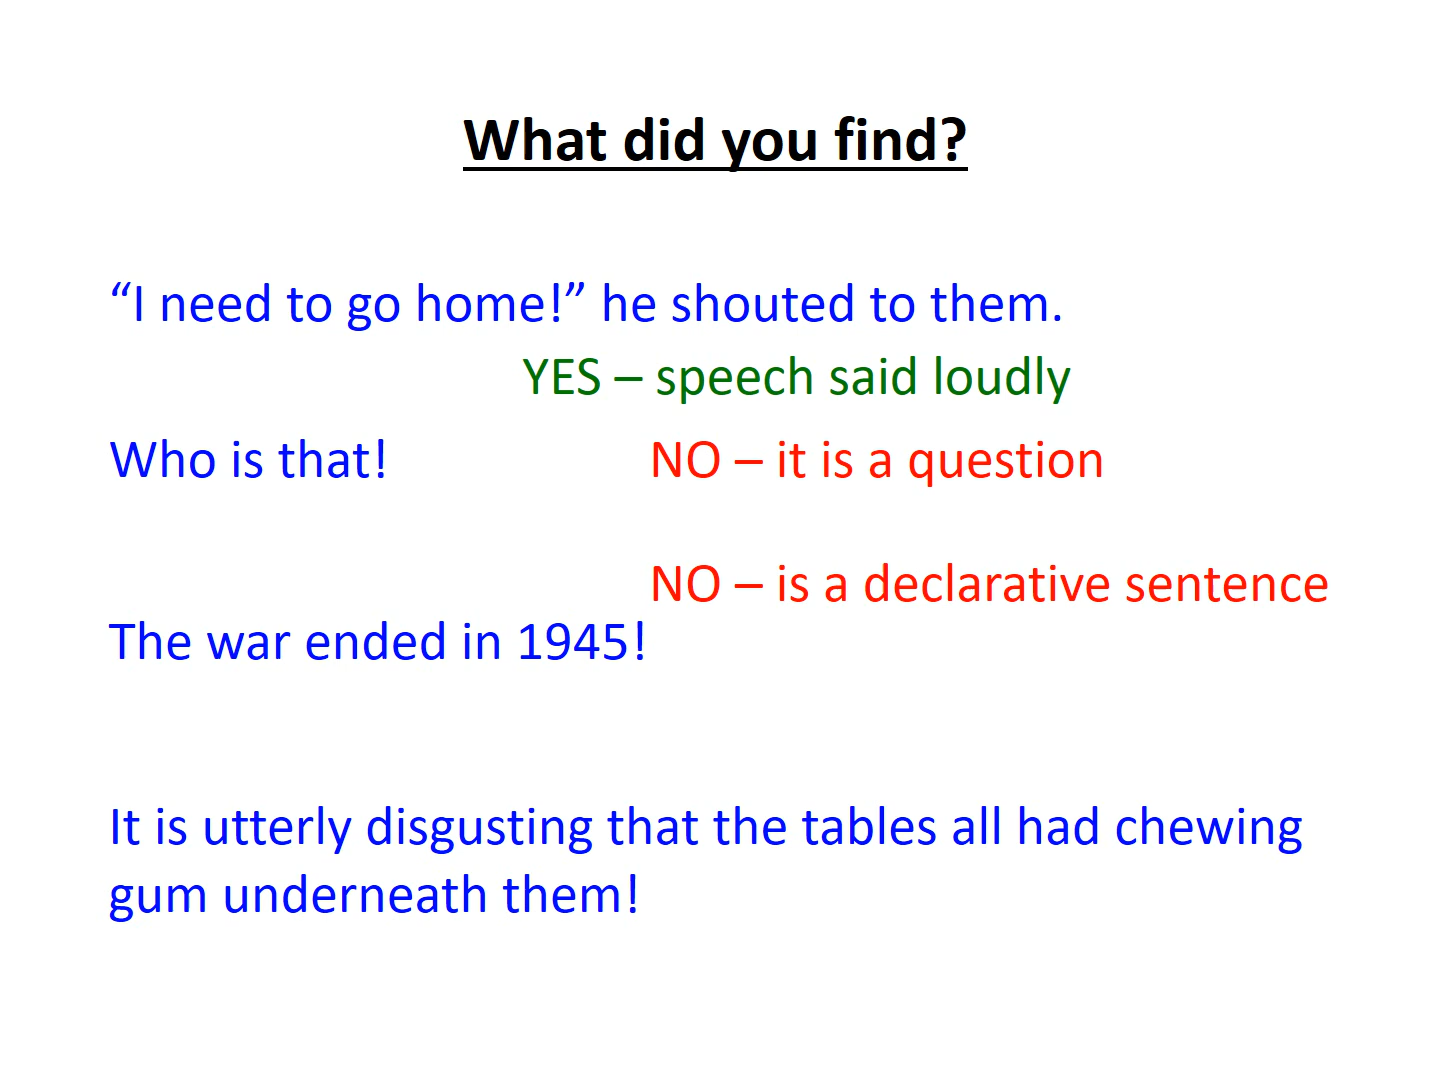 What did you find?
“I need to go home!” he shouted to them.
YES – speech said loudly
Who is that!
NO – it is a question
NO – is a declarative sentence
The war ended in 1945!
It is utterly disgusting that the tables all had chewing
gum underneath them!